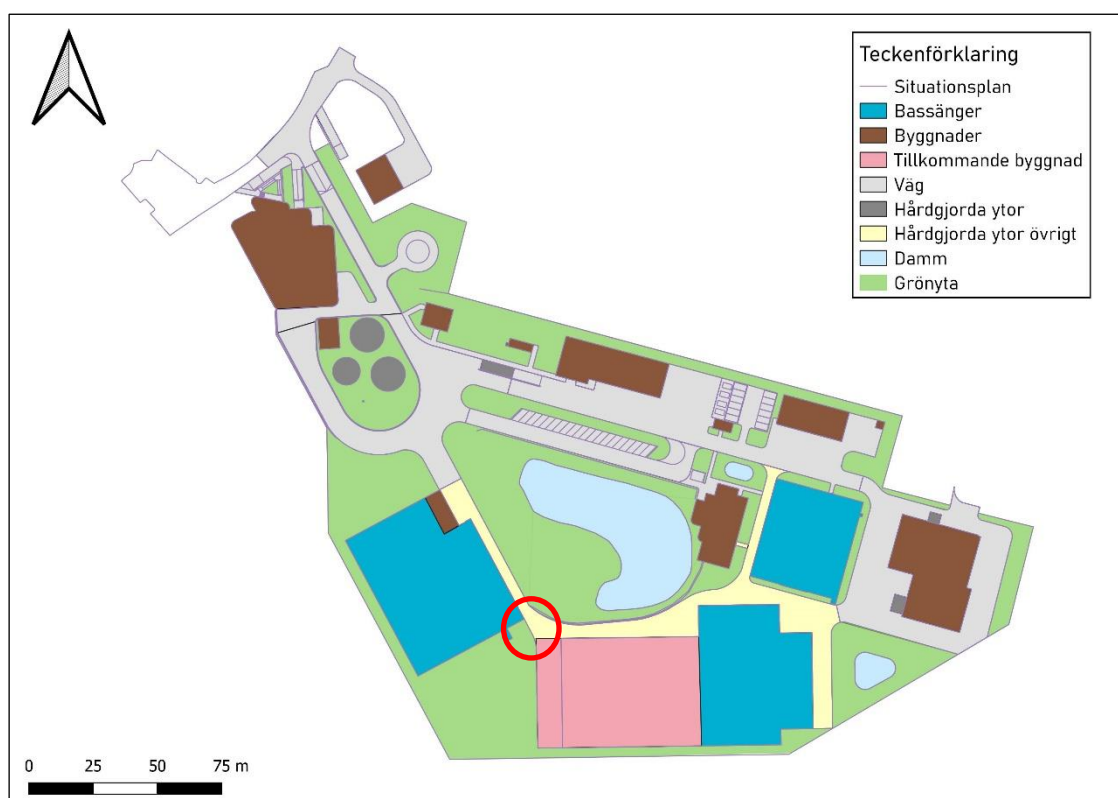 Teckenförklaring
Situationsplan
Bassänger
Byggnader
Tillkommande byggnad
Väg
Hårdgjorda ytor
Hårdgjorda ytor övrigt
Damm
Grönyta
0 25 50 75 m